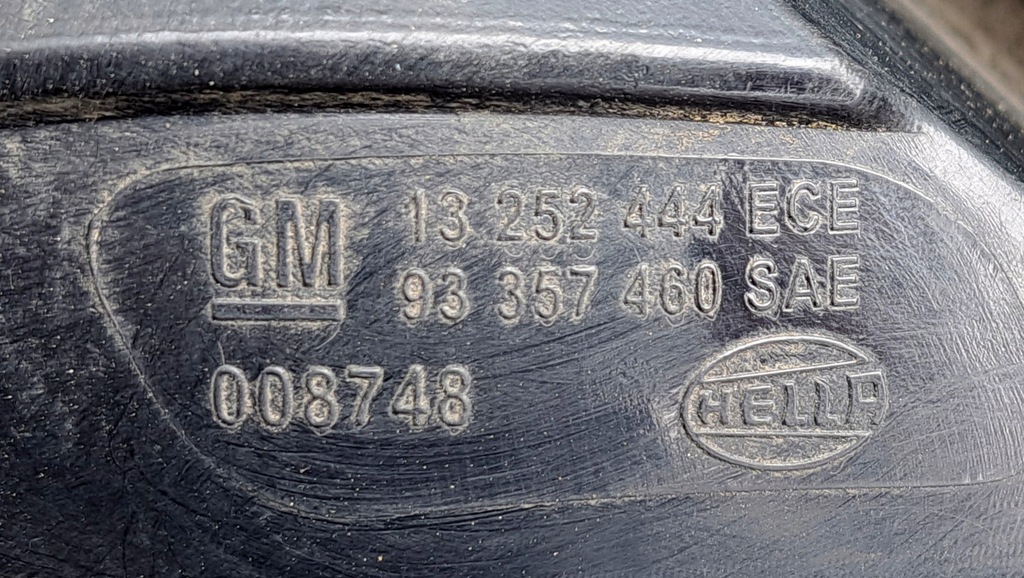 GM 13 252 444 ECE
93 357 460 SAE
008748
HELLA